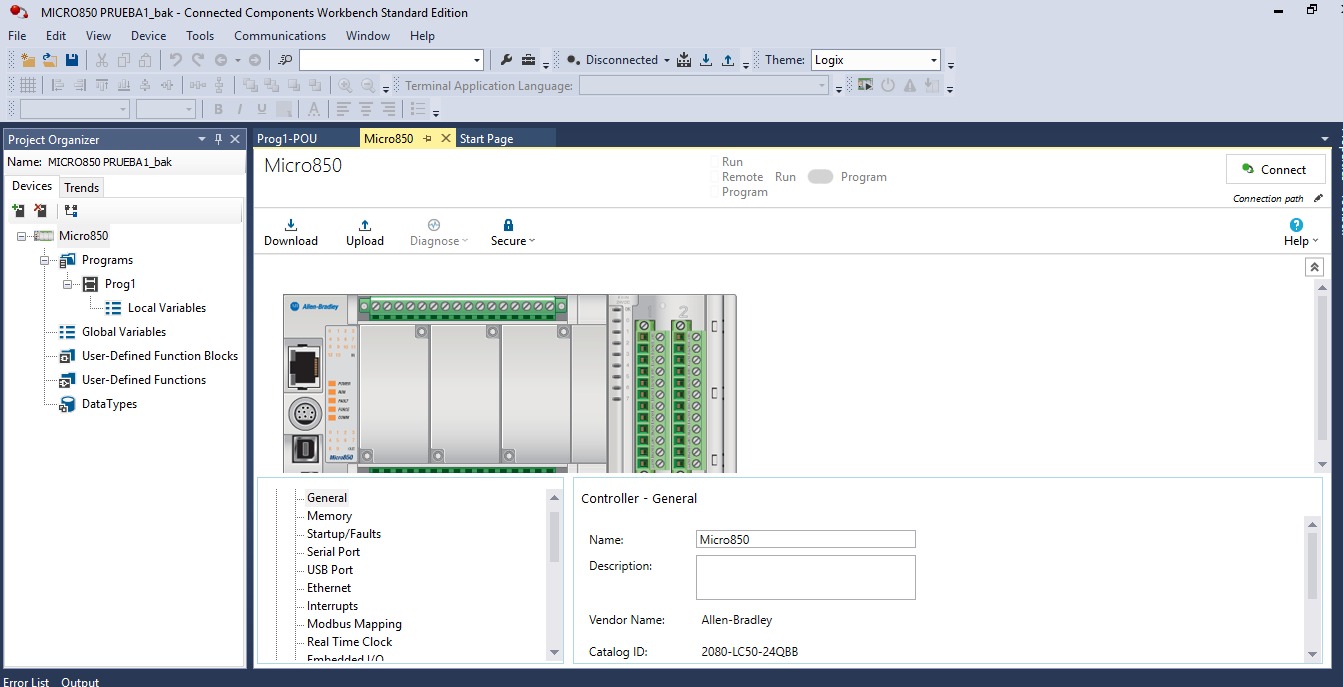 MICRO850 PRUEBA1_bak - Connected Components Workbench Standard Edition
File Edit View Device Tools Communications Window Help
Disconnected Theme: Logix
Terminal Application Language:
B I U A
Project Organizer
Name: MICRO850 PRUEBA1_bak
Devices Trends
Micro850
Programs
Prog1
Local Variables
Global Variables
User-Defined Function Blocks
User-Defined Functions
DataTypes
Prog1-POU Micro850 Start Page
Micro850
Run
Remote Run Program
Program
Connect
Connection path
Download Upload Diagnose Secure Help
Allen-Bradley
1 2
POWER
RUN
FAULT
FORCE
COMM
Micro850
General
Memory
Startup/Faults
Serial Port
USB Port
Ethernet
Interrupts
Modbus Mapping
Real Time Clock
Embedded I/O
Controller - General
Name: Micro850
Description:
Vendor Name: Allen-Bradley
Catalog ID: 2080-LC50-24QBB
Error List Output